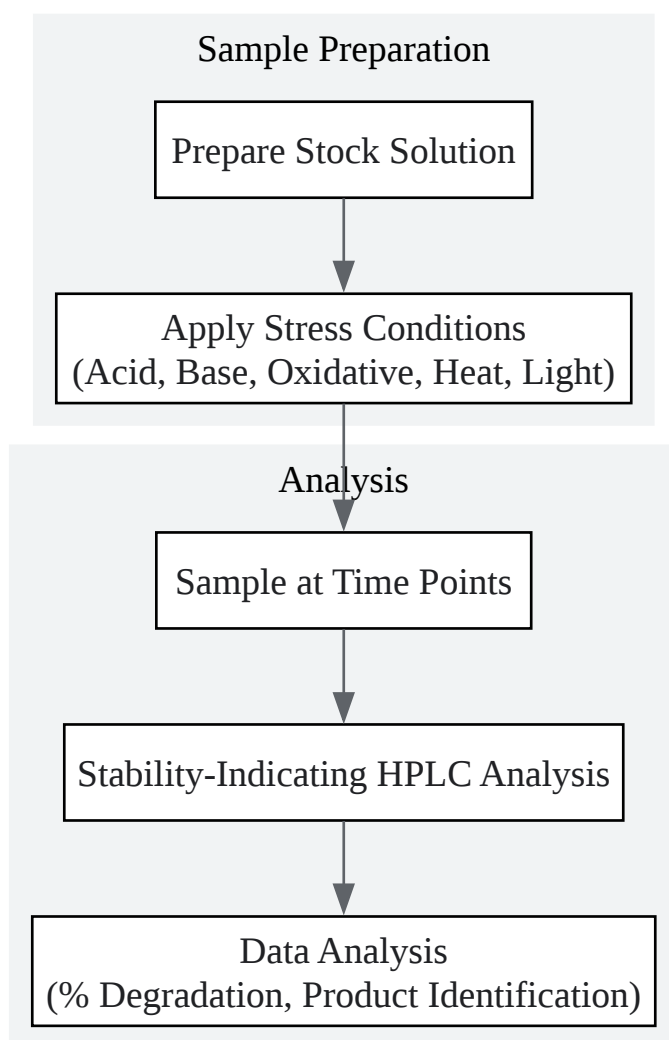 Sample Preparation
Prepare Stock Solution
Apply Stress Conditions
(Acid, Base, Oxidative, Heat, Light)
Analysis
Sample at Time Points
Stability-Indicating HPLC Analysis
Data Analysis
(% Degradation, Product Identification)